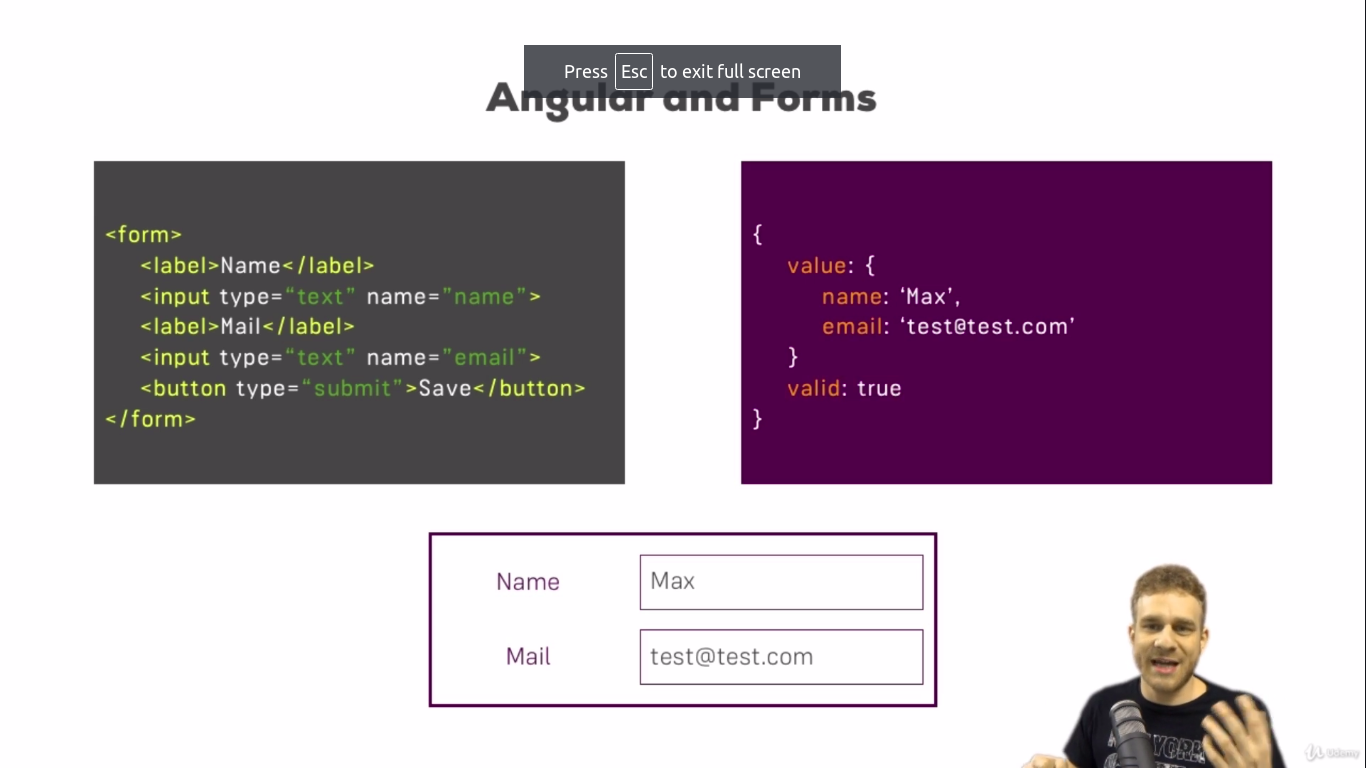 Press Esc to exit full screen
Angular and Forms
<form>
<label>Name</label>
<input type=“text” name="name">
<label>Mail</label>
<input type=“text” name="email">
<button type=“submit”>Save</button>
</form>
{
value: {
name: ‘Max’,
email: ‘test@test.com’
}
valid: true
}
Name
Max
Mail
test@test.com
YORK
Udemy